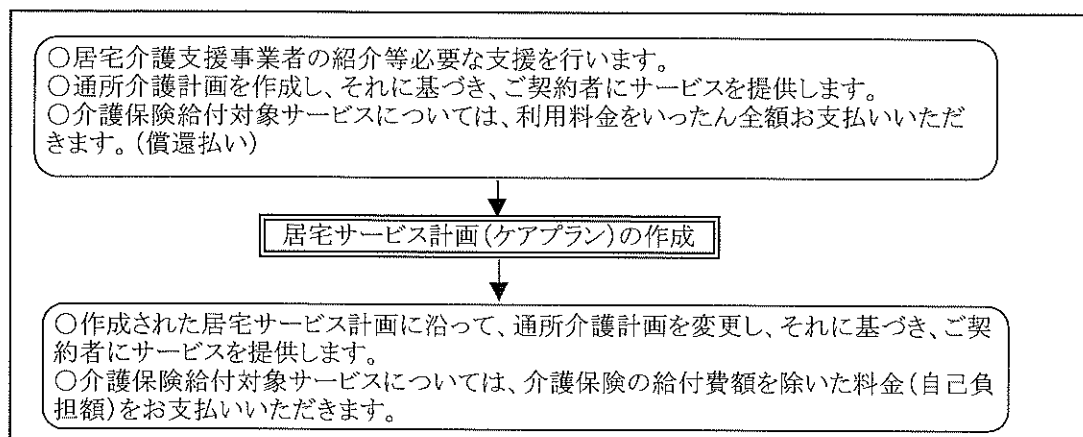 ○居宅介護支援事業者の紹介等必要な支援を行います。
○通所介護計画を作成し、それに基づき、ご契約者にサービスを提供します。
○介護保険給付対象サービスについては、利用料金をいったん全額お支払いいただ
きます。(償還払い)
居宅サービス計画(ケアプラン)の作成
○作成された居宅サービス計画に沿って、通所介護計画を変更し、それに基づき、ご契
約者にサービスを提供します。
○介護保険給付対象サービスについては、介護保険の給付費額を除いた料金(自己負
担額)をお支払いいただきます。